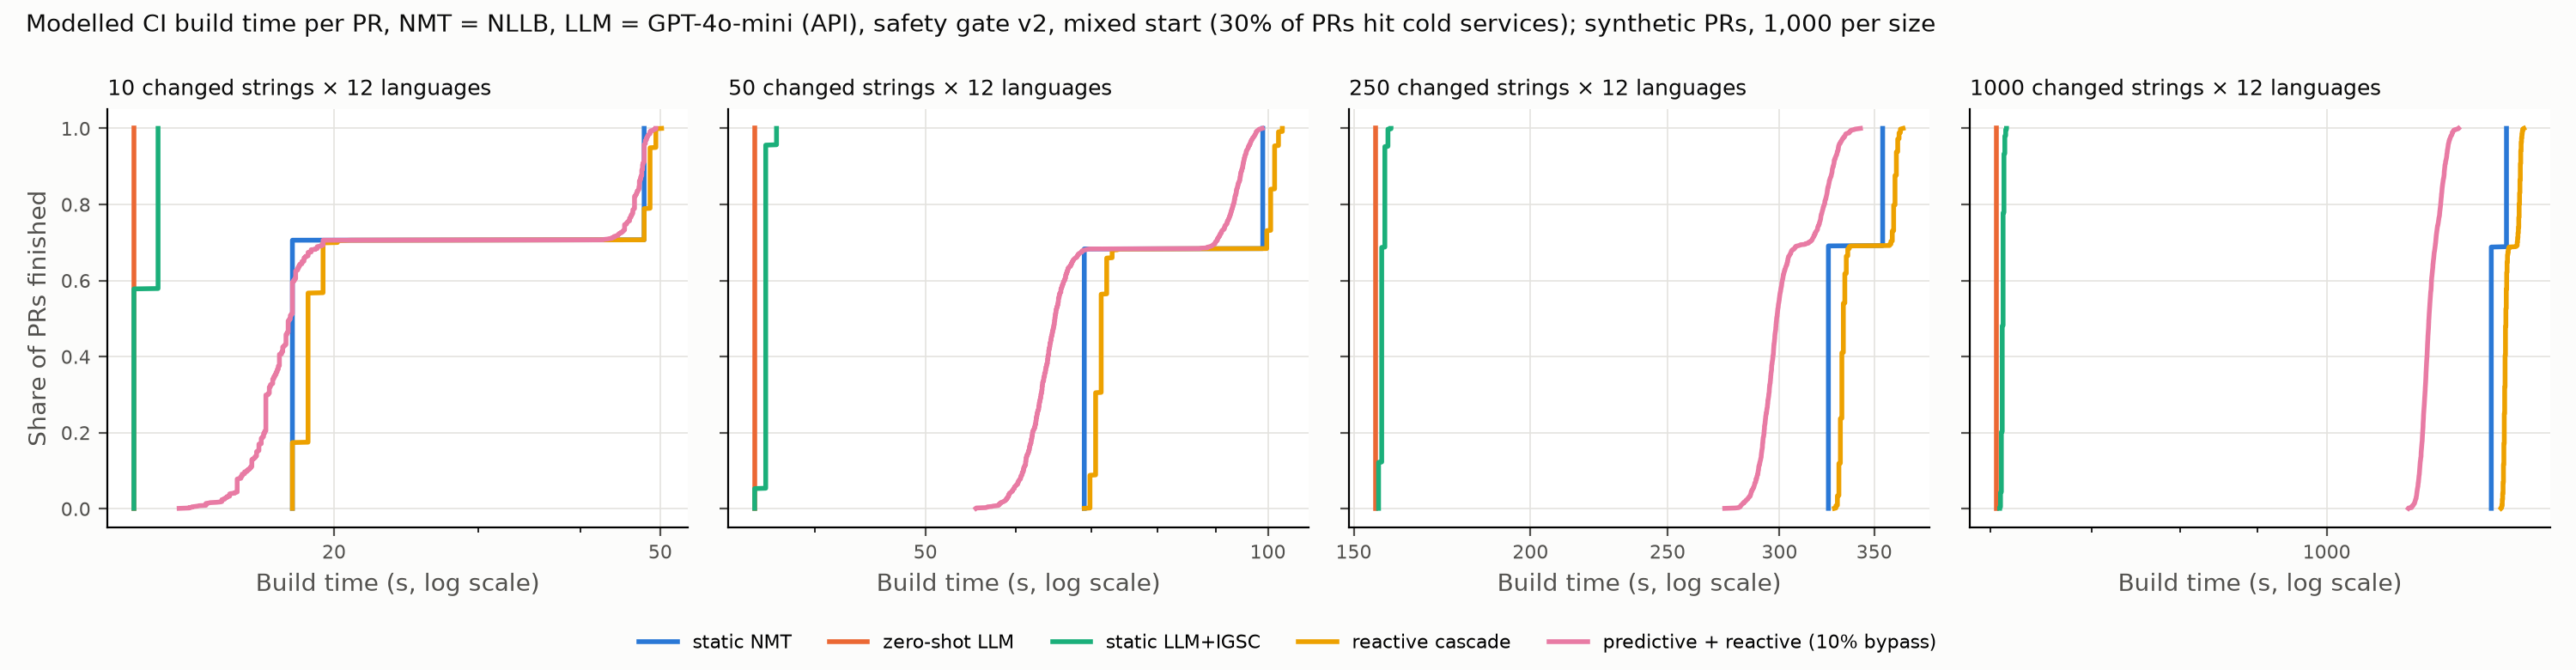 Modelled CI build time per PR, NMT = NLLB, LLM = GPT-4o-mini (API), safety gate v2, mixed start (30% of PRs hit cold services); synthetic PRs, 1,000 per size
10 changed strings × 12 languages
50 changed strings × 12 languages
250 changed strings × 12 languages
1000 changed strings × 12 languages
Share of PRs finished
1.0
0.8
0.6
0.4
0.2
0.0
20 50
50 100
150 200 250 300 350
1000
Build time (s, log scale)
Build time (s, log scale)
Build time (s, log scale)
Build time (s, log scale)
static NMT
zero-shot LLM
static LLM+IGSC
reactive cascade
predictive + reactive (10% bypass)